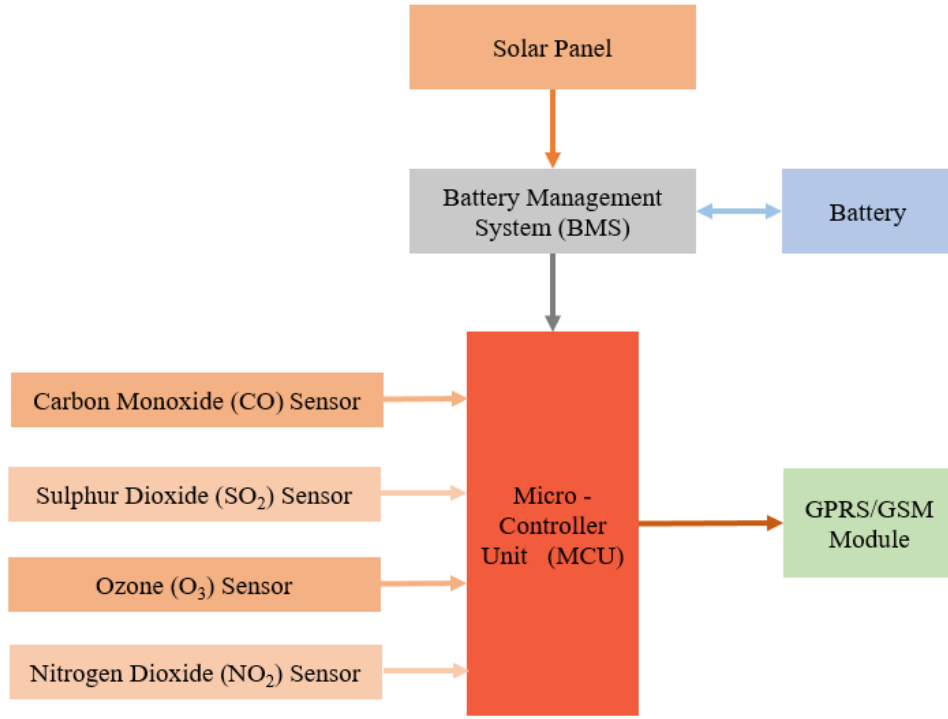 Solar Panel
Battery Management
System (BMS)
Battery
Carbon Monoxide (CO) Sensor
Sulphur Dioxide (SO₂) Sensor
Ozone (O₃) Sensor
Nitrogen Dioxide (NO₂) Sensor
Micro -
Controller
Unit (MCU)
GPRS/GSM
Module